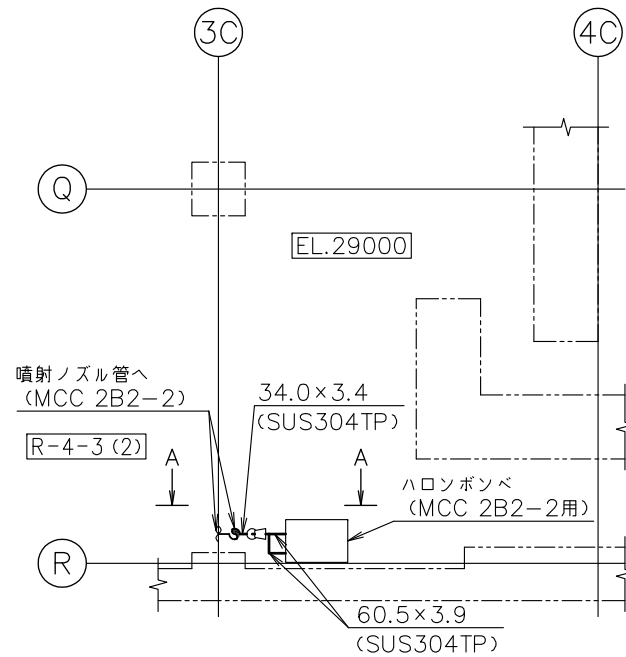 3C
4C
Q
EL.29000
噴射ノズル管へ
(MCC 2B2-2)
34.0×3.4
(SUS304TP)
R-4-3 (2)
A
A
ハロンボンベ
(MCC 2B2-2用)
R
60.5×3.9
(SUS304TP)